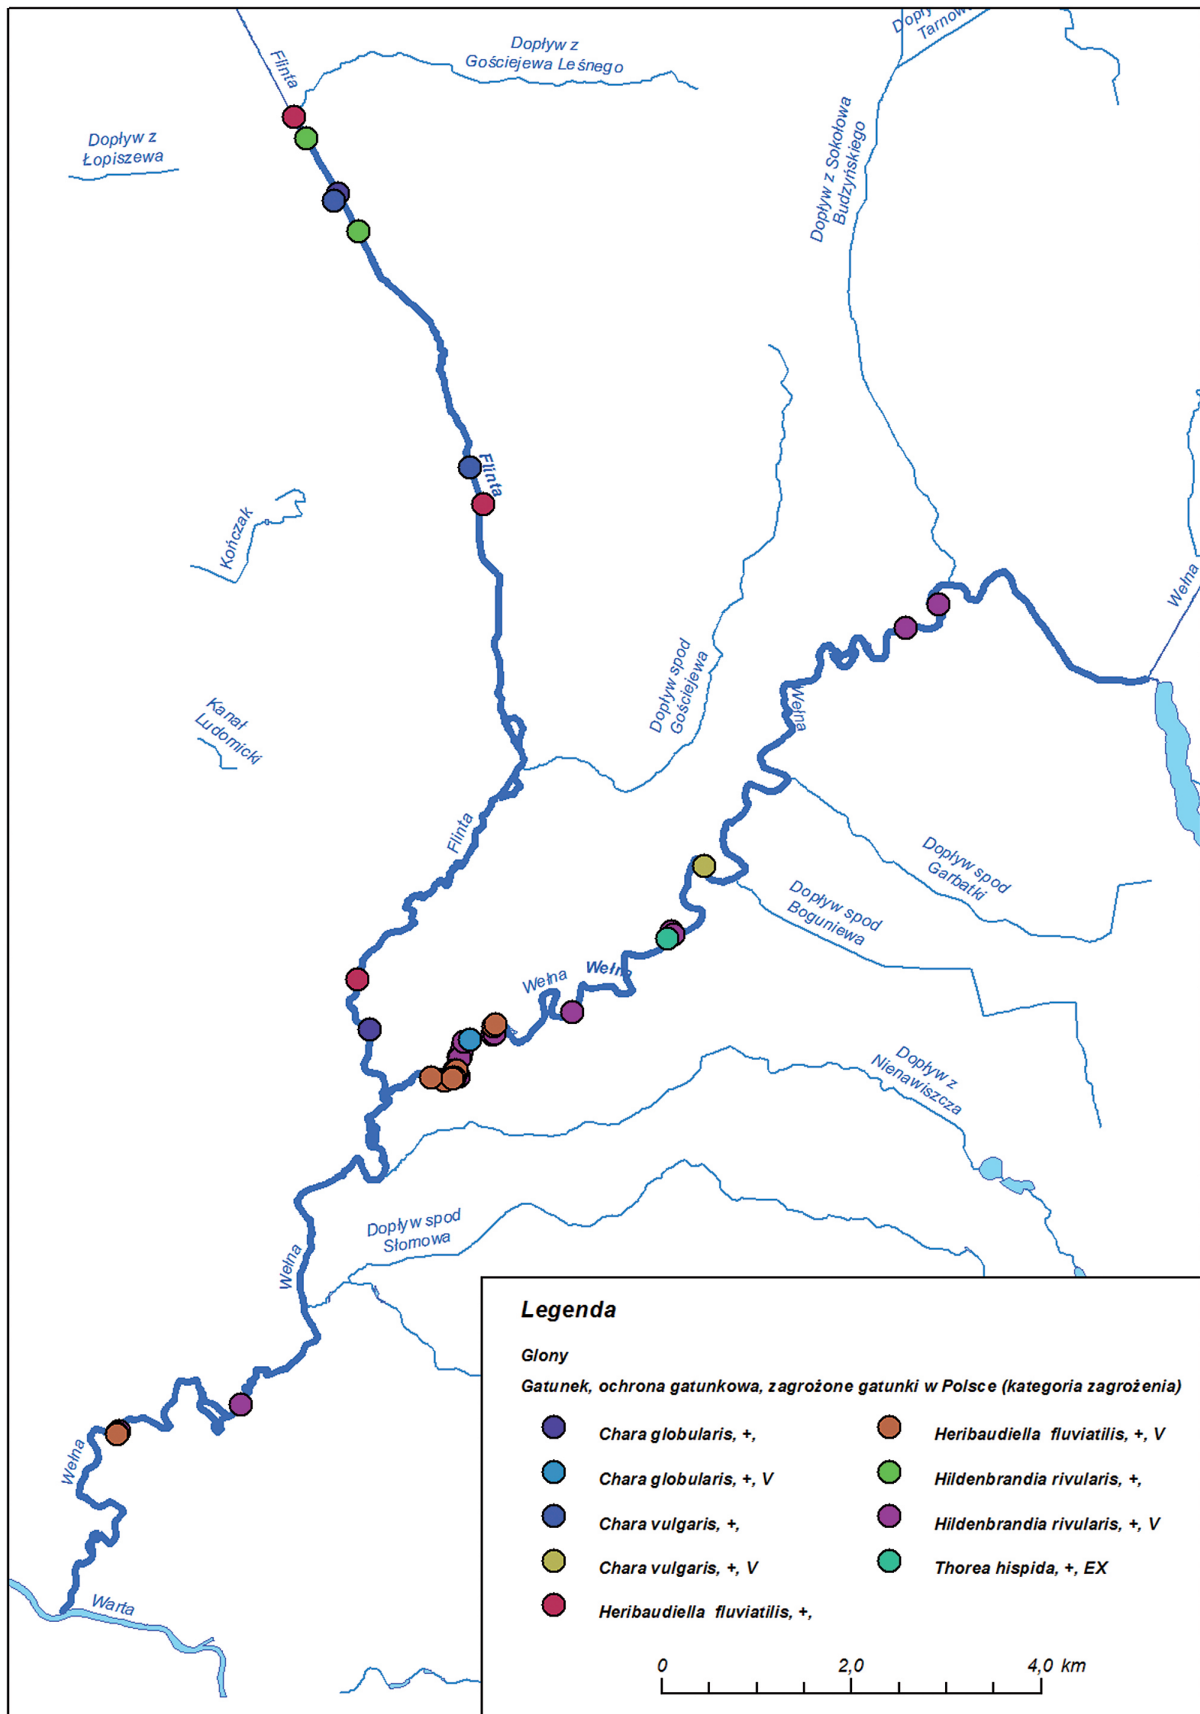 Flinta
Dopływ z
Gościejewa Leśnego
Dopływ z
Łopiszewa
Dopływ z Sokołowa
Budzyńskiego
Flinta
Kończak
Wełna
Dopływ spod
Gościejewa
Wełna
Kanał
Ludomicki
Flinta
Dopływ spod
Garbatki
Dopływ spod
Boguniewa
Wełna
Wełna
Dopływ z
Nienawiszcza
Dopływ spod
Słomowa
Wełna
Wełna
Warta
Legenda
Glony
Gatunek, ochrona gatunkowa, zagrożone gatunki w Polsce (kategoria zagrożenia)
Chara globularis, +,
Chara globularis, +, V
Chara vulgaris, +,
Chara vulgaris, +, V
Heribaudiella fluviatilis, +,
Heribaudiella fluviatilis, +, V
Hildenbrandia rivularis, +,
Hildenbrandia rivularis, +, V
Thorea hispida, +, EX
0 2,0 4,0 km